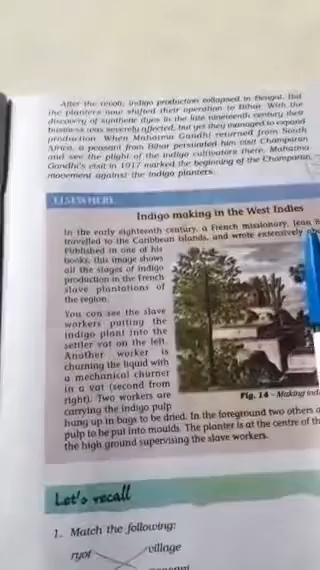 After the revolt, indigo production collapsed in Bengal. But
the planters now shifted their operation to Bihar. With the
discovery of synthetic dyes in the late nineteenth century their
business was severely affected, but yet they managed to expand
production. When Mahatma Gandhi returned from South
Africa, a peasant from Bihar persuaded him visit Champaran
and see the plight of the indigo cultivators there. Mahatma
Gandhi's visit in 1917 marked the beginning of the Champaran
movement against the indigo planters.
ELSEWHERE
Indigo making in the West Indies
In the early eighteenth century, a French missionary, Jean
travelled to the Caribbean islands, and wrote extensively
Published in one of his
books, this image shows
all the stages of indigo
production in the French
slave plantations of
the region.
You can see the slave
workers putting the
indigo plant into the
settler vat on the left.
Another worker is
churning the liquid with
a mechanical churner
in a vat (second from
right). Two workers are
carrying the indigo pulp
Fig. 14 – Making
hung up in bags to be dried. In the foreground two others
pulp to be put into moulds. The planter is at the centre of
the high ground supervising the slave workers.
Let's recall
1. Match the following:
ryot village